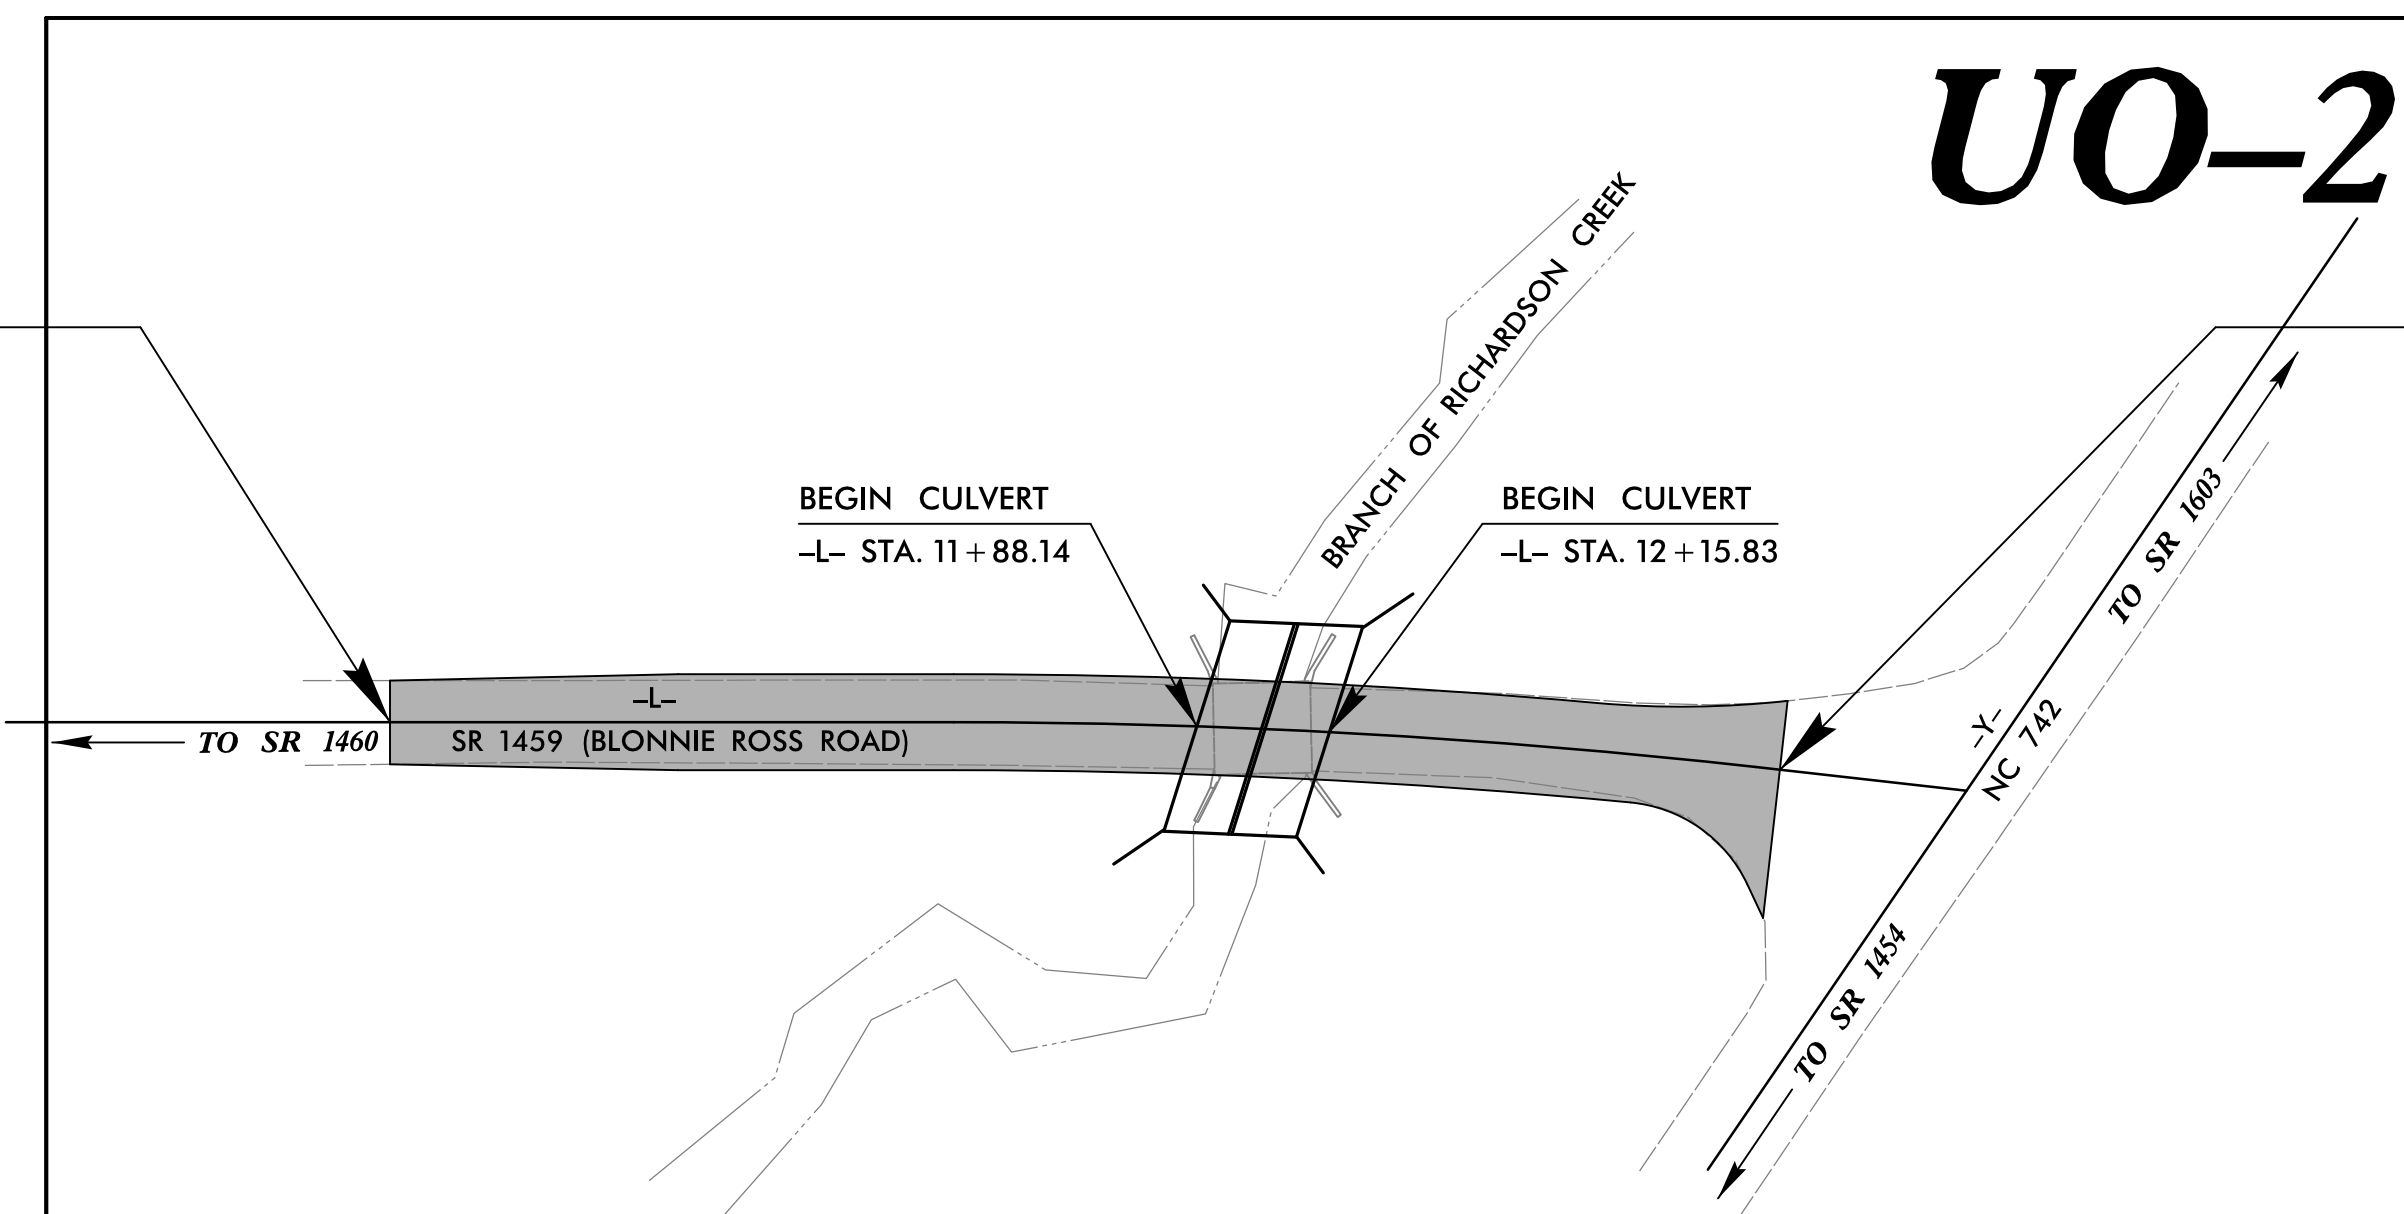 UO–2
BRANCH OF RICHARDSON CREEK
BEGIN CULVERT
–L– STA. 11+88.14
BEGIN CULVERT
–L– STA. 12+15.83
TO SR 1603
–L–
TO SR 1460
SR 1459 (BLONNIE ROSS ROAD)
–Y–
NC 742
TO SR 1454